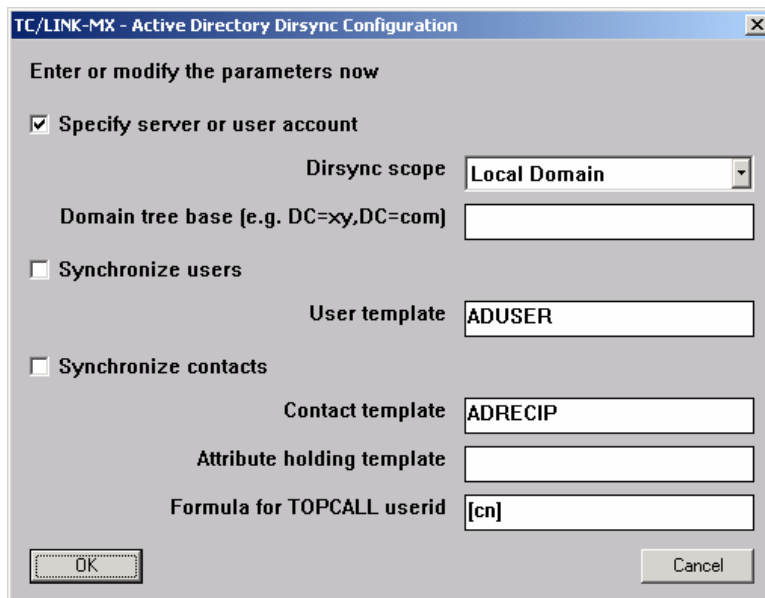 TC/LINK-MX - Active Directory Dirsync Configuration
Enter or modify the parameters now
Specify server or user account
Dirsync scope Local Domain
Domain tree base (e.g. DC=xy,DC=com)
Synchronize users
User template ADUSER
Synchronize contacts
Contact template ADRECIP
Attribute holding template
Formula for TOPCALL userid [cn]
OK Cancel